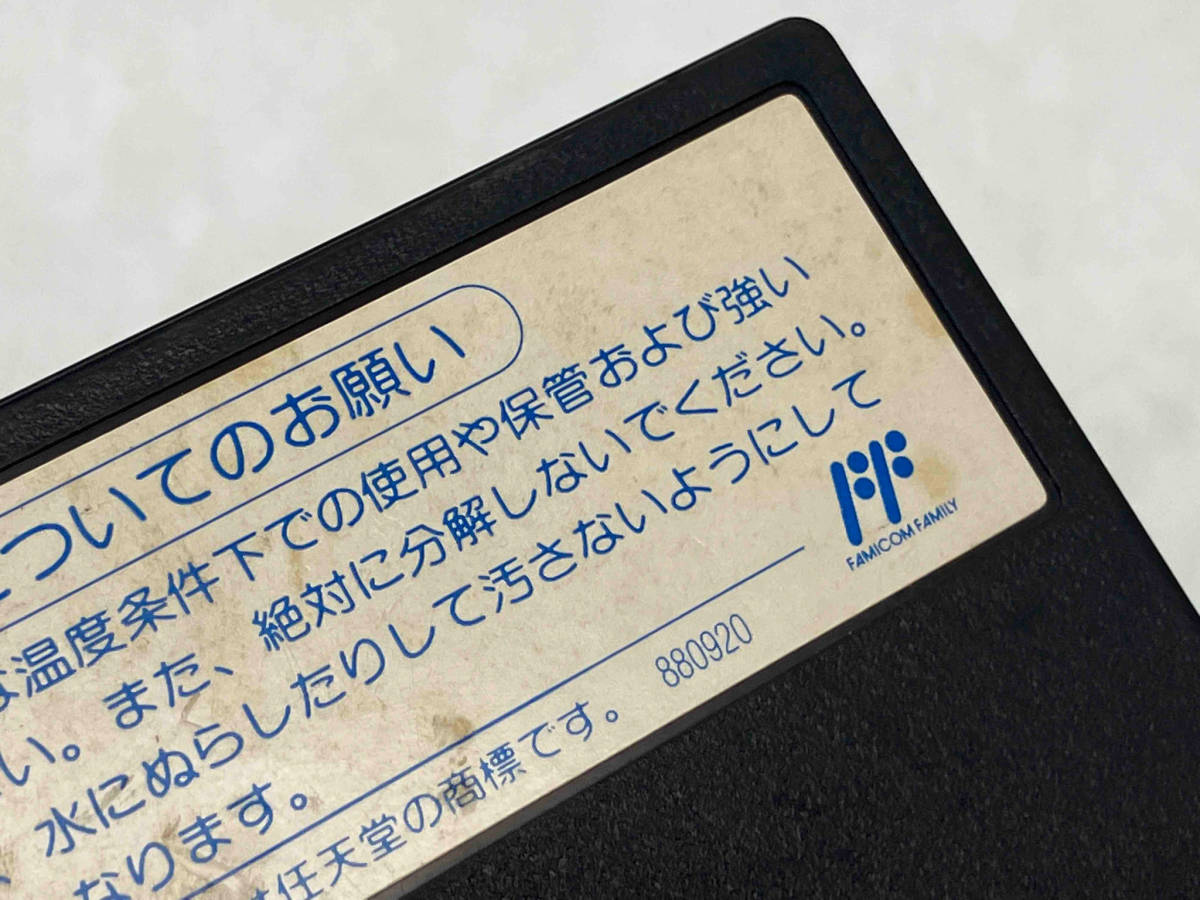 ついてのお願い
温度条件下での使用や保管および強い
い。また、絶対に分解しないでください。
水にぬらしたりして汚さないようにして
なります。
任天堂の商標です。 880920
FAMICOM FAMILY